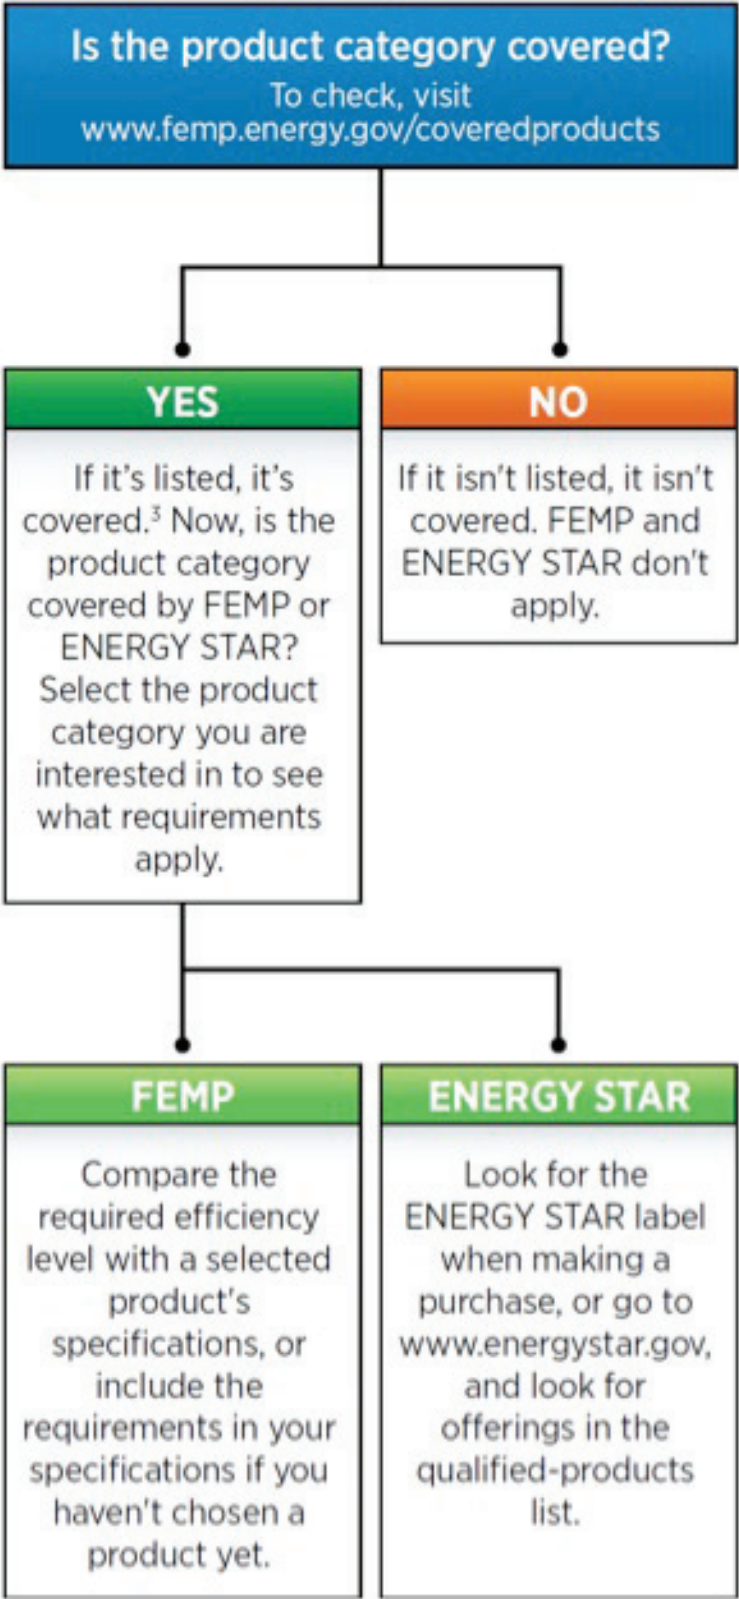 Is the product category covered?
To check, visit
www.femp.energy.gov/coveredproducts
YES
If it's listed, it's
covered.³ Now, is the
product category
covered by FEMP or
ENERGY STAR?
Select the product
category you are
interested in to see
what requirements
apply.
NO
If it isn't listed, it isn't
covered. FEMP and
ENERGY STAR don't
apply.
FEMP
Compare the
required efficiency
level with a selected
product's
specifications, or
include the
requirements in your
specifications if you
haven't chosen a
product yet.
ENERGY STAR
Look for the
ENERGY STAR label
when making a
purchase, or go to
www.energystar.gov,
and look for
offerings in the
qualified-products
list.